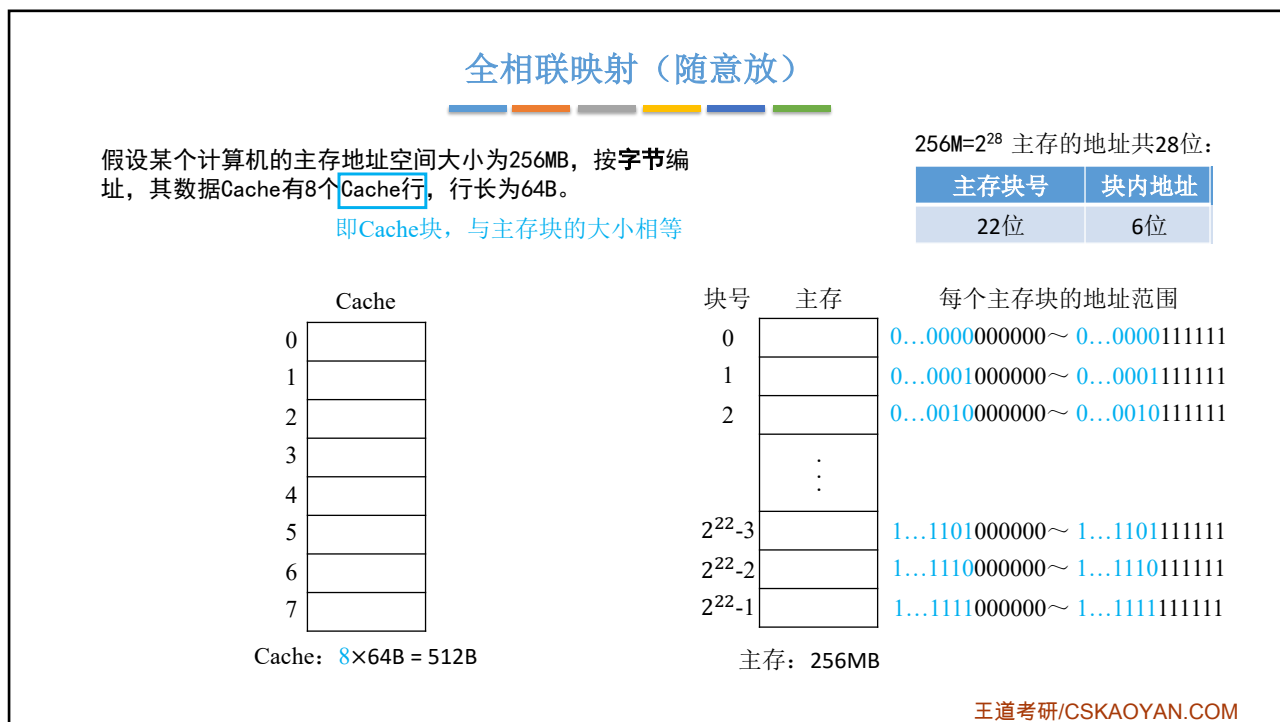 全相联映射（随意放）
假设某个计算机的主存地址空间大小为256MB，按字节编
址，其数据Cache有8个Cache行，行长为64B。
即Cache块，与主存块的大小相等
256M=2²⁸ 主存的地址共28位：
主存块号 块内地址
22位 6位
Cache
0
1
2
3
4
5
6
7
Cache：8×64B = 512B
块号 主存 每个主存块的地址范围
0 0…0000000000～ 0…0000111111
1 0…0001000000～ 0…0001111111
2 0…0010000000～ 0…0010111111
⋮
2²²-3 1…1101000000～ 1…1101111111
2²²-2 1…1110000000～ 1…1110111111
2²²-1 1…1111000000～ 1…1111111111
主存：256MB
王道考研/CSKAOYAN.COM